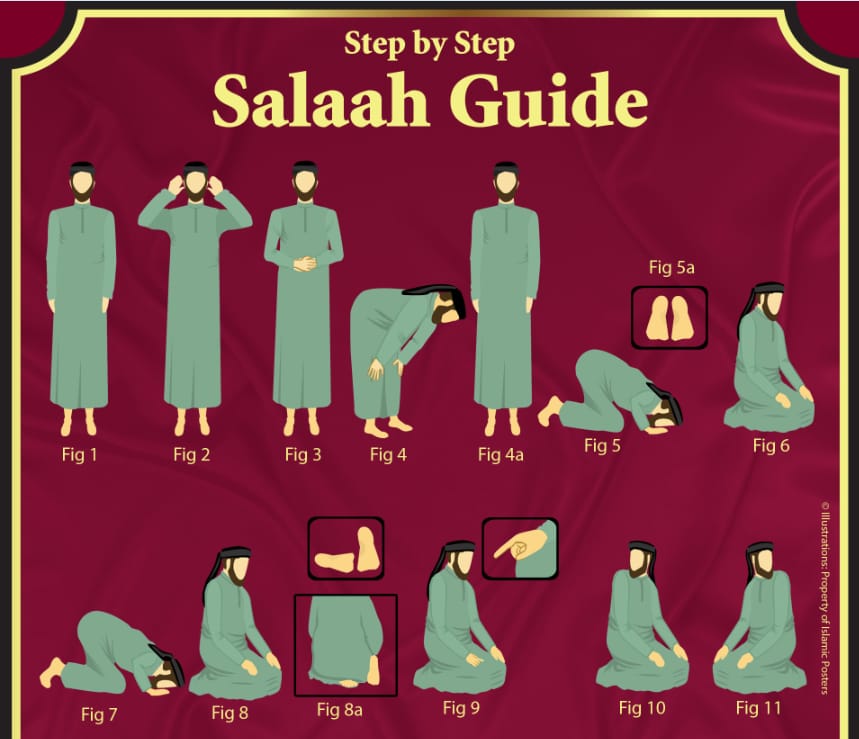 Step by Step
Salaah Guide
Fig 1
Fig 2
Fig 3
Fig 4
Fig 4a
Fig 5a
Fig 5
Fig 6
Fig 7
Fig 8
Fig 8a
Fig 9
Fig 10
Fig 11
© Illustrations: Property of Islamic Posters